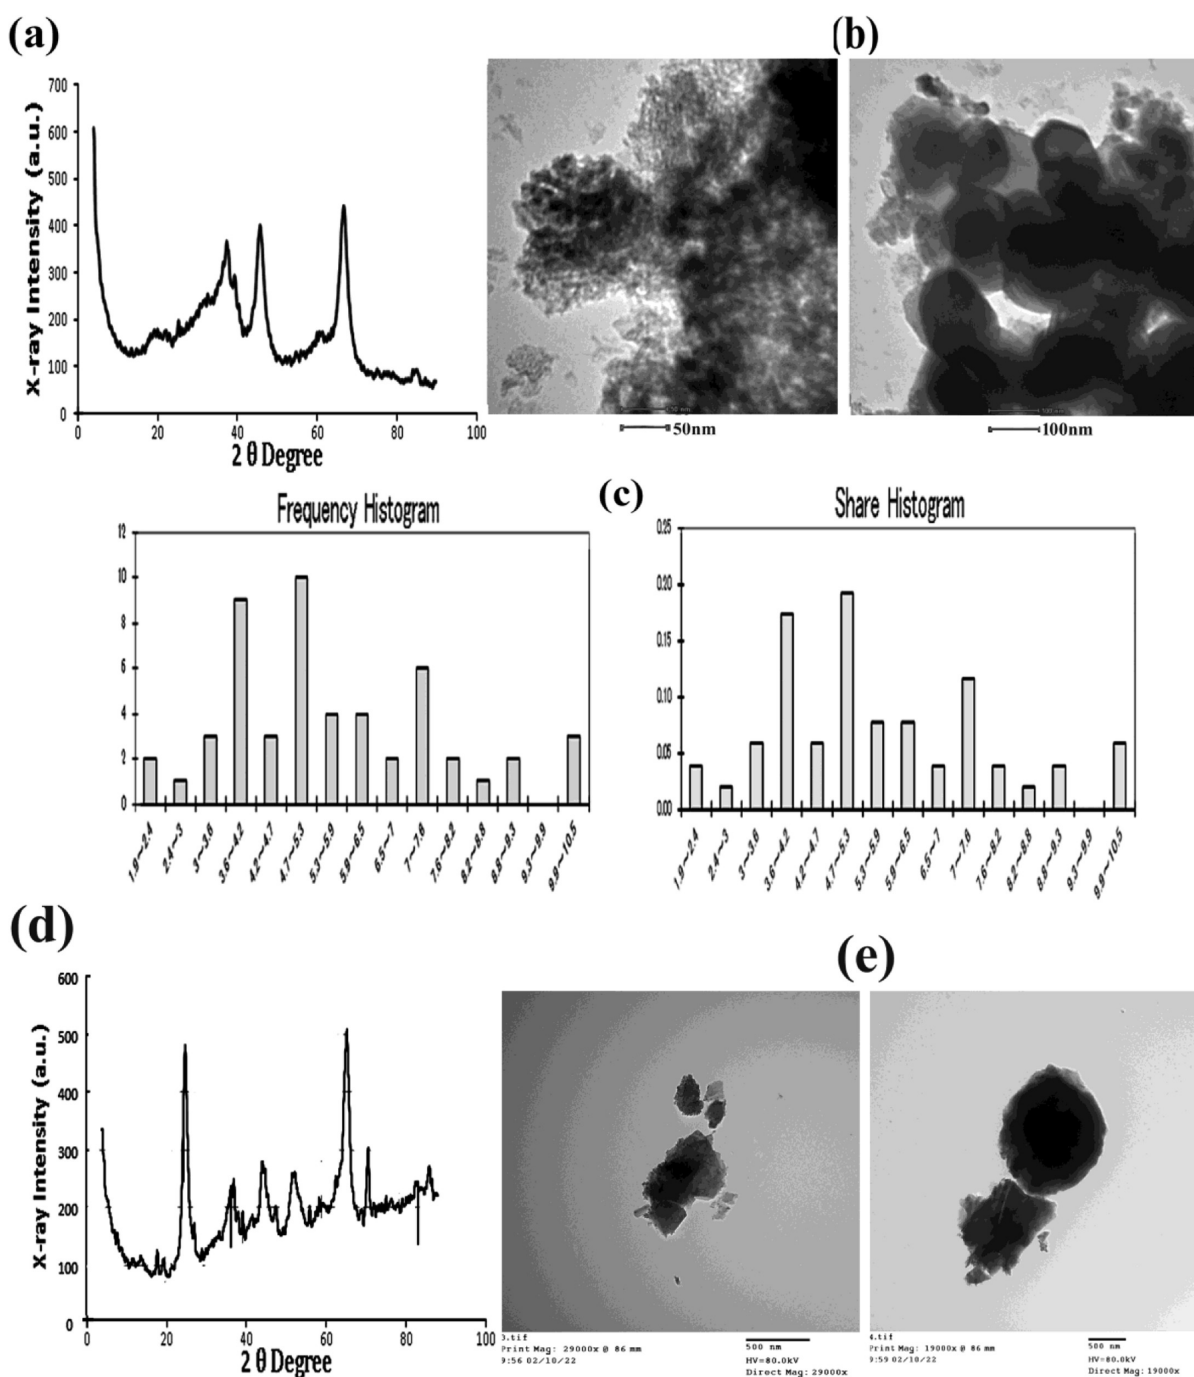 (a)
(b)
X-ray Intensity (a.u.)
700
600
500
400
300
200
100
0
0 20 40 60 80 100
2 θ Degree
50nm
100nm
(c)
Frequency Histogram
12
10
8
6
4
2
0
1.9~2.4 2.4~3 3~3.6 3.6~4.2 4.2~4.7 4.7~5.3 5.3~5.9 5.9~6.5 6.5~7 7~7.6 7.6~8.2 8.2~8.8 8.8~9.3 9.3~9.9 9.9~10.5
Share Histogram
0.25
0.20
0.15
0.10
0.05
0.00
1.9~2.4 2.4~3 3~3.6 3.6~4.2 4.2~4.7 4.7~5.3 5.3~5.9 5.9~6.5 6.5~7 7~7.6 7.6~8.2 8.2~8.8 8.8~9.3 9.3~9.9 9.9~10.5
(d)
(e)
X-ray Intensity (a.u.)
600
500
400
300
200
100
0
0 20 40 60 80 100
2 θ Degree
3.tif
Print Mag: 29000x @ 86 mm
9:56 02/10/22
500 nm
HV=80.0kV
Direct Mag: 29000x
4.tif
Print Mag: 19000x @ 86 mm
9:59 02/10/22
500 nm
HV=80.0kV
Direct Mag: 19000x